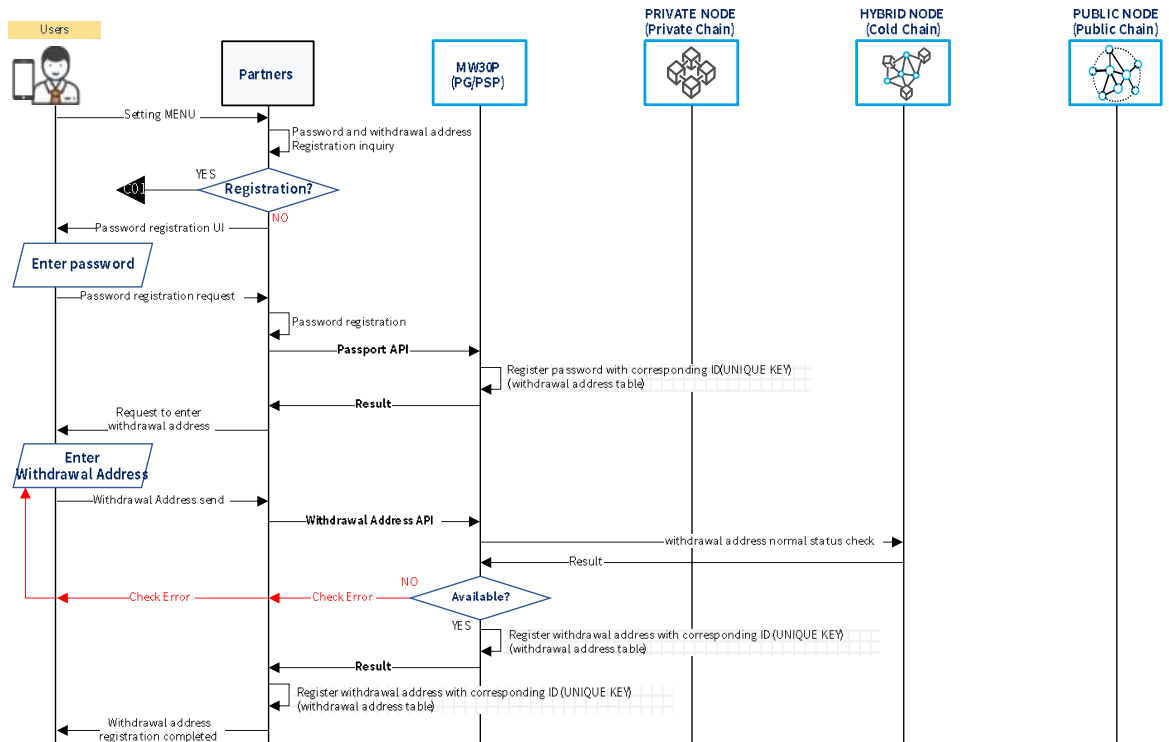 Users
Partners
MW30P
(PG/PSP)
PRIVATE NODE
(Private Chain)
HYBRID NODE
(Cold Chain)
PUBLIC NODE
(Public Chain)
Setting MENU
Password and withdrawal address
Registration inquiry
YES
C01
Registration?
NO
Password registration UI
Enter password
Password registration request
Password registration
Passport API
Register password with corresponding ID(UNIQUE KEY)
(withdrawal address table)
Result
Request to enter
withdrawal address
Enter
Withdrawal Address
Withdrawal Address send
Withdrawal Address API
withdrawal address normal status check
Result
NO
Check Error
Check Error
Available?
YES
Register withdrawal address with corresponding ID(UNIQUE KEY)
(withdrawal address table)
Result
Register withdrawal address with corresponding ID(UNIQUE KEY)
(withdrawal address table)
Withdrawal address
registration completed